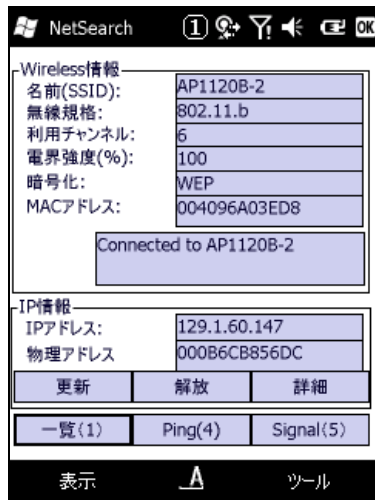 NetSearch 1 OK
Wireless情報
名前(SSID): AP1120B-2
無線規格: 802.11.b
利用チャンネル: 6
電界強度(%): 100
暗号化: WEP
MACアドレス: 004096A03ED8
Connected to AP1120B-2
IP情報
IPアドレス: 129.1.60.147
物理アドレス 000B6CB856DC
更新 解放 詳細
一覧(1) Ping(4) Signal(5)
表示 A ツール